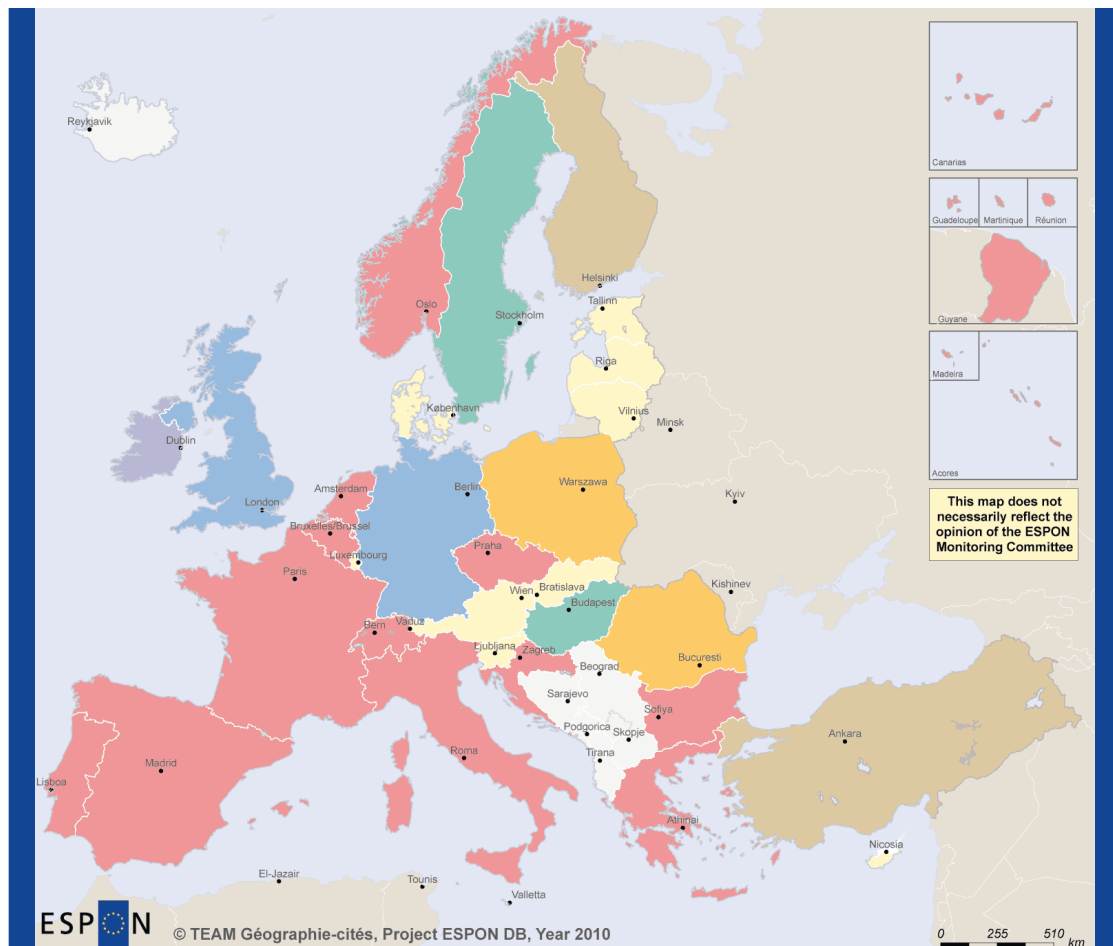 Reykjavik
Canarias
Guadeloupe
Martinique
Réunion
Guyane
Madeira
Acores
Helsinki
Tallinn
Oslo
Stockholm
Riga
København
Vilnius
Minsk
Dublin
Amsterdam
Berlin
Warszawa
London
Kyiv
Bruxelles/Brussel
Luxembourg
Praha
Paris
Kishinev
Wien
Bratislava
Budapest
Bern
Vaduz
Ljubljana
Zagreb
Beograd
Bucuresti
Sarajevo
Sofiya
Podgorica
Skopje
Ankara
Roma
Tirana
Madrid
Lisboa
Athinai
Nicosia
El-Jazair
Tounis
Valletta
This map does not
necessarily reflect the
opinion of the ESPON
Monitoring Committee
ESPON
© TEAM Géographie-cités, Project ESPON DB, Year 2010
0 255 510
km